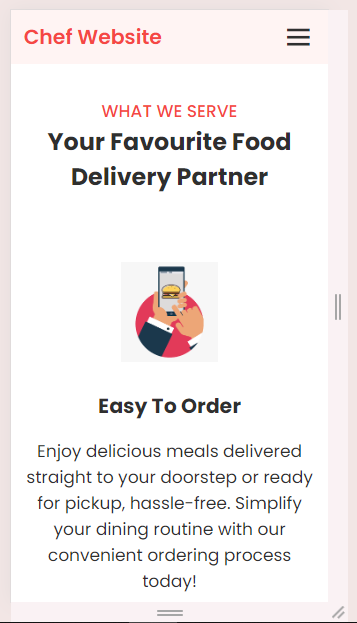 Chef Website
WHAT WE SERVE
Your Favourite Food
Delivery Partner
Easy To Order
Enjoy delicious meals delivered
straight to your doorstep or ready
for pickup, hassle-free. Simplify
your dining routine with our
convenient ordering process
today!